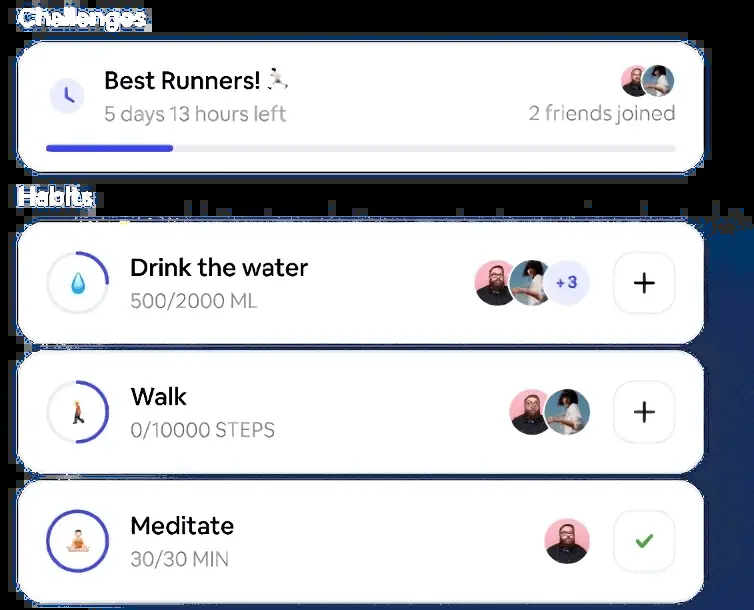 Challenges
Best Runners!
5 days 13 hours left
2 friends joined
Habits
Drink the water
500/2000 ML
+3
Walk
0/10000 STEPS
Meditate
30/30 MIN